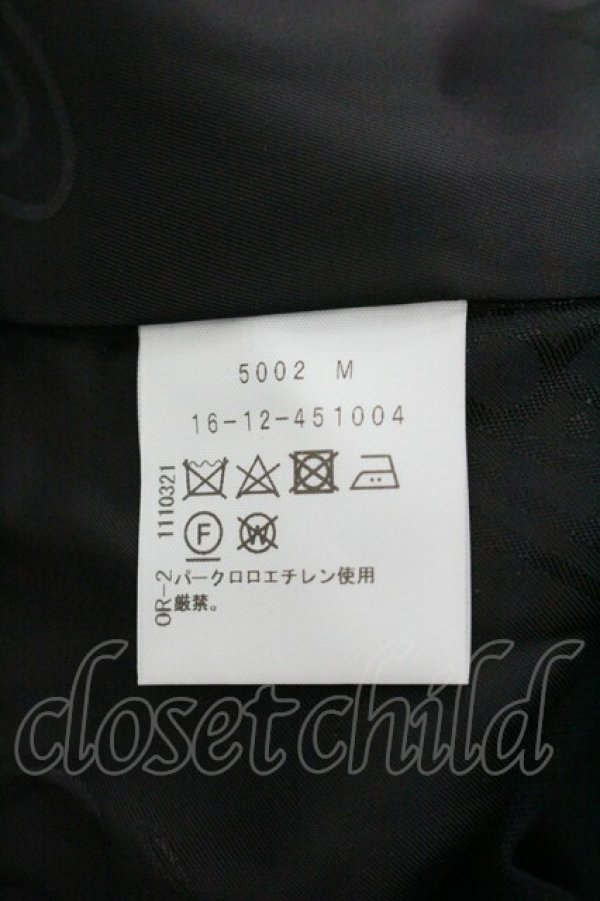 5002 M
16-12-451004
1110321
F
W
OR-2
パークロロエチレン使用
厳禁。
closetchild